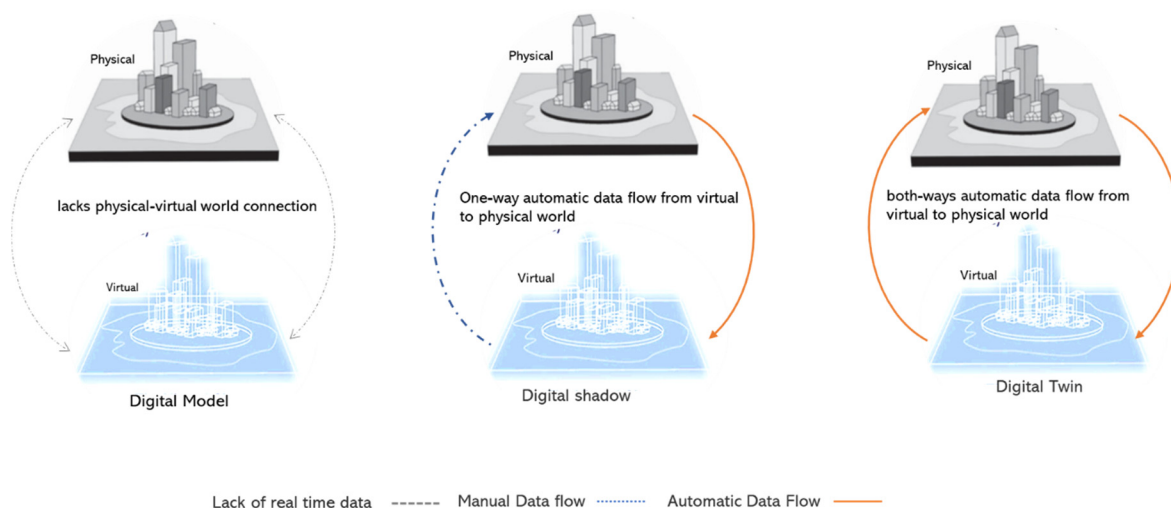 Physical
lacks physical-virtual world connection
Virtual
Digital Model
Physical
One-way automatic data flow from virtual
to physical world
Virtual
Digital shadow
Physical
both-ways automatic data flow from
virtual to physical world
Virtual
Digital Twin
Lack of real time data Manual Data flow Automatic Data Flow